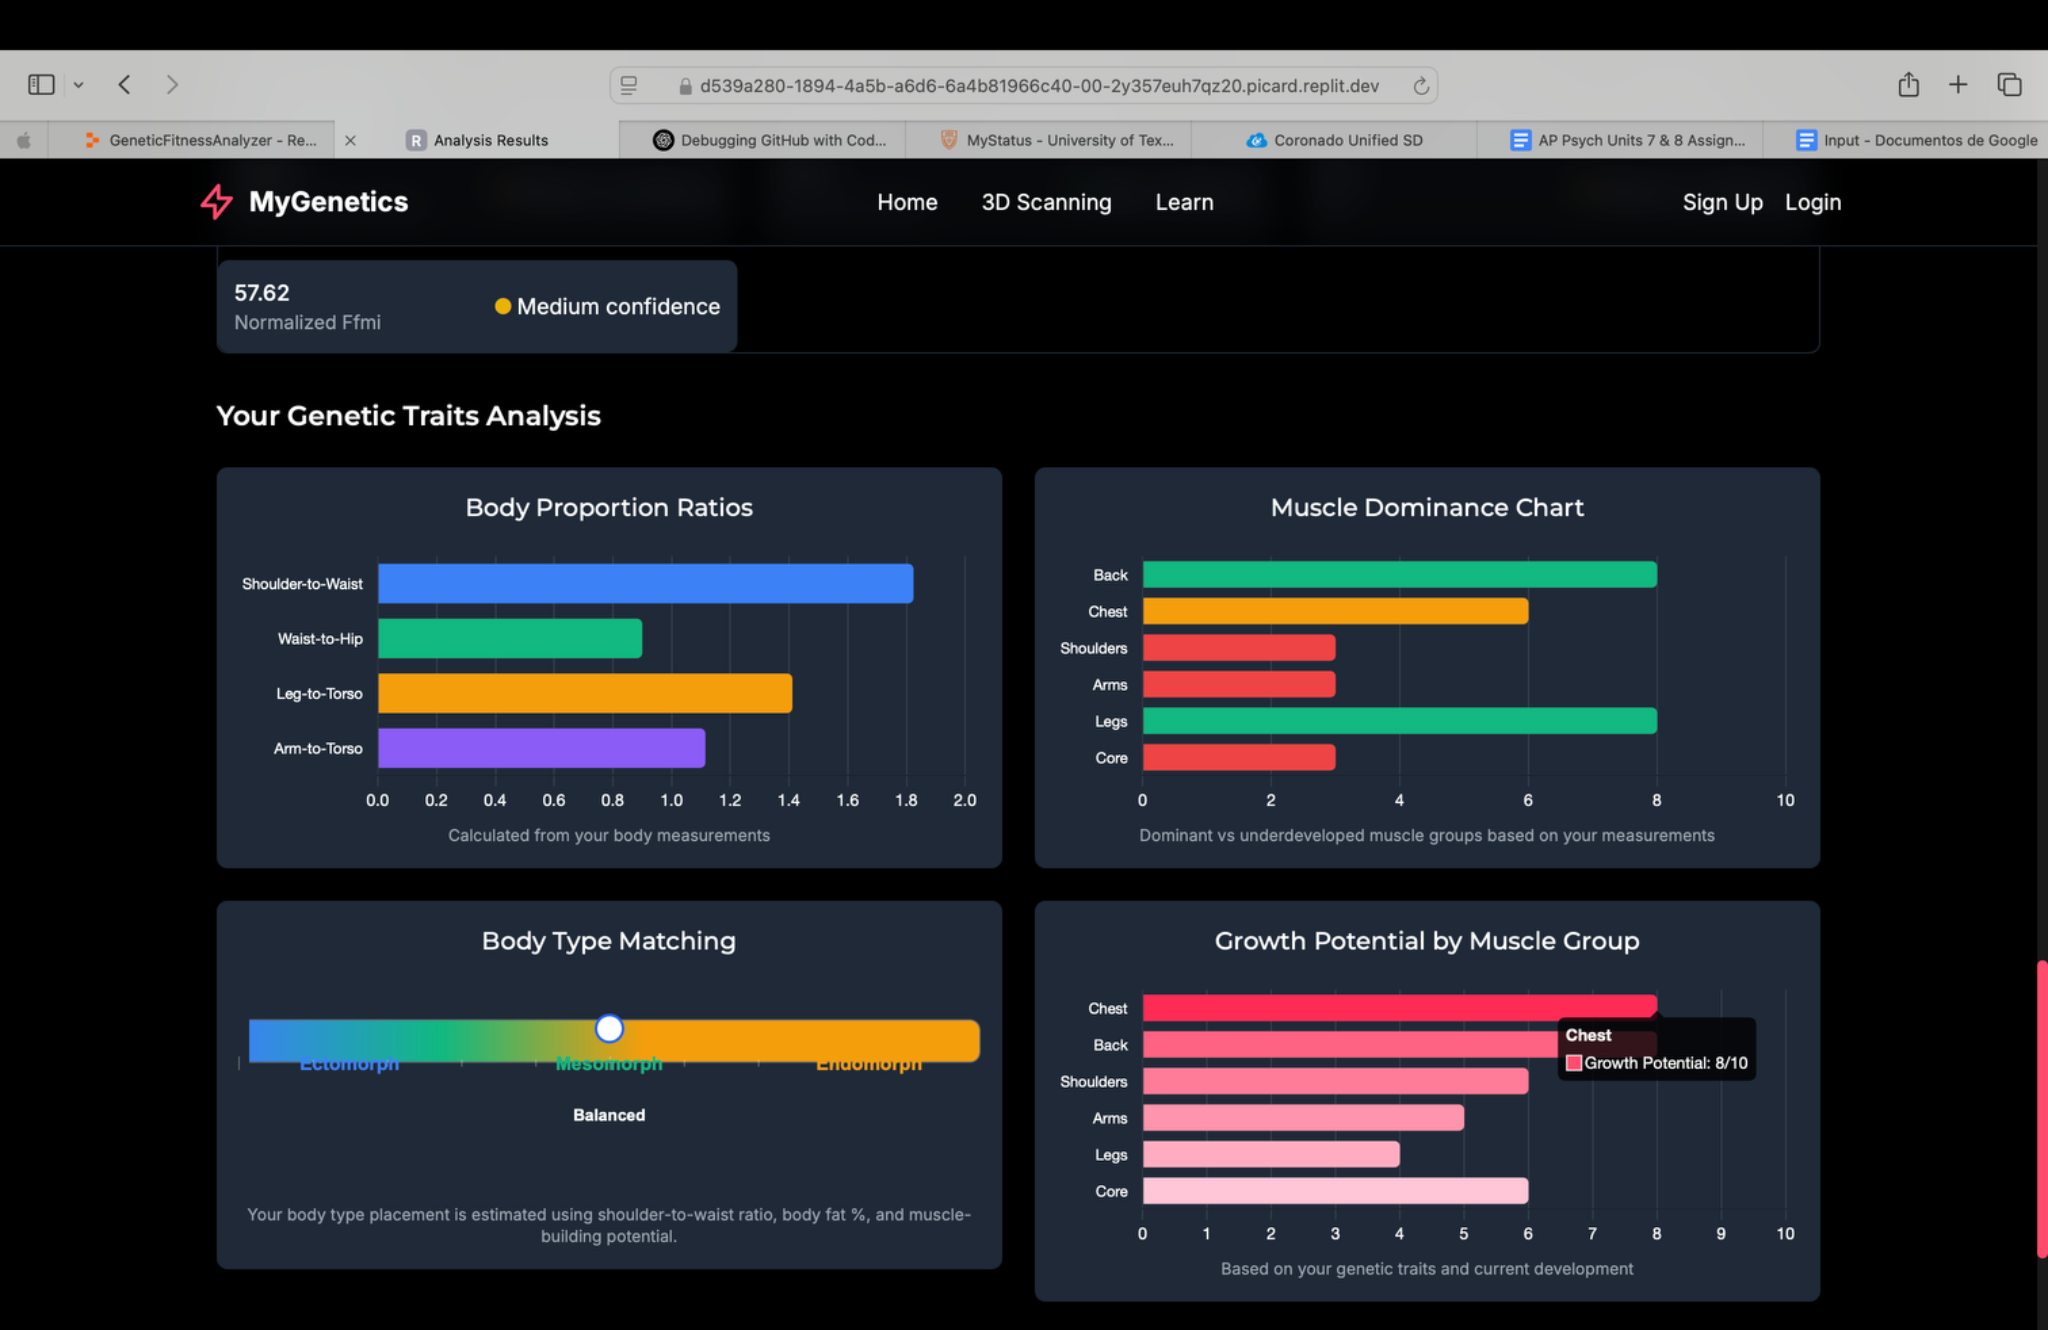 d539a280-1894-4a5b-a6d6-6a4b81966c40-00-2y357euh7qz20.picard.replit.dev
GeneticFitnessAnalyzer - Re...
R Analysis Results
Debugging GitHub with Cod...
MyStatus - University of Tex...
Coronado Unified SD
AP Psych Units 7 & 8 Assign...
Input - Documentos de Google
MyGenetics
Home
3D Scanning
Learn
Sign Up
Login
57.62
Normalized Ffmi
Medium confidence
Your Genetic Traits Analysis
Body Proportion Ratios
Shoulder-to-Waist
Waist-to-Hip
Leg-to-Torso
Arm-to-Torso
0.0 0.2 0.4 0.6 0.8 1.0 1.2 1.4 1.6 1.8 2.0
Calculated from your body measurements
Muscle Dominance Chart
Back
Chest
Shoulders
Arms
Legs
Core
0 2 4 6 8 10
Dominant vs underdeveloped muscle groups based on your measurements
Body Type Matching
Ectomorph
Mesomorph
Endomorph
Balanced
Your body type placement is estimated using shoulder-to-waist ratio, body fat %, and muscle-
building potential.
Growth Potential by Muscle Group
Chest
Back
Shoulders
Arms
Legs
Core
Chest
Growth Potential: 8/10
0 1 2 3 4 5 6 7 8 9 10
Based on your genetic traits and current development